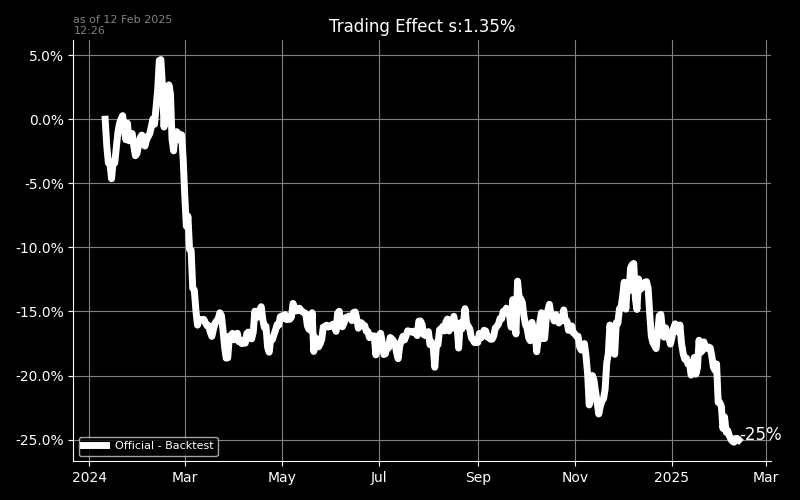 as of 12 Feb 2025
12:26
Trading Effect s:1.35%
5.0%
0.0%
-5.0%
-10.0%
-15.0%
-20.0%
-25.0%
-25%
Official - Backtest
2024 Mar May Jul Sep Nov 2025 Mar